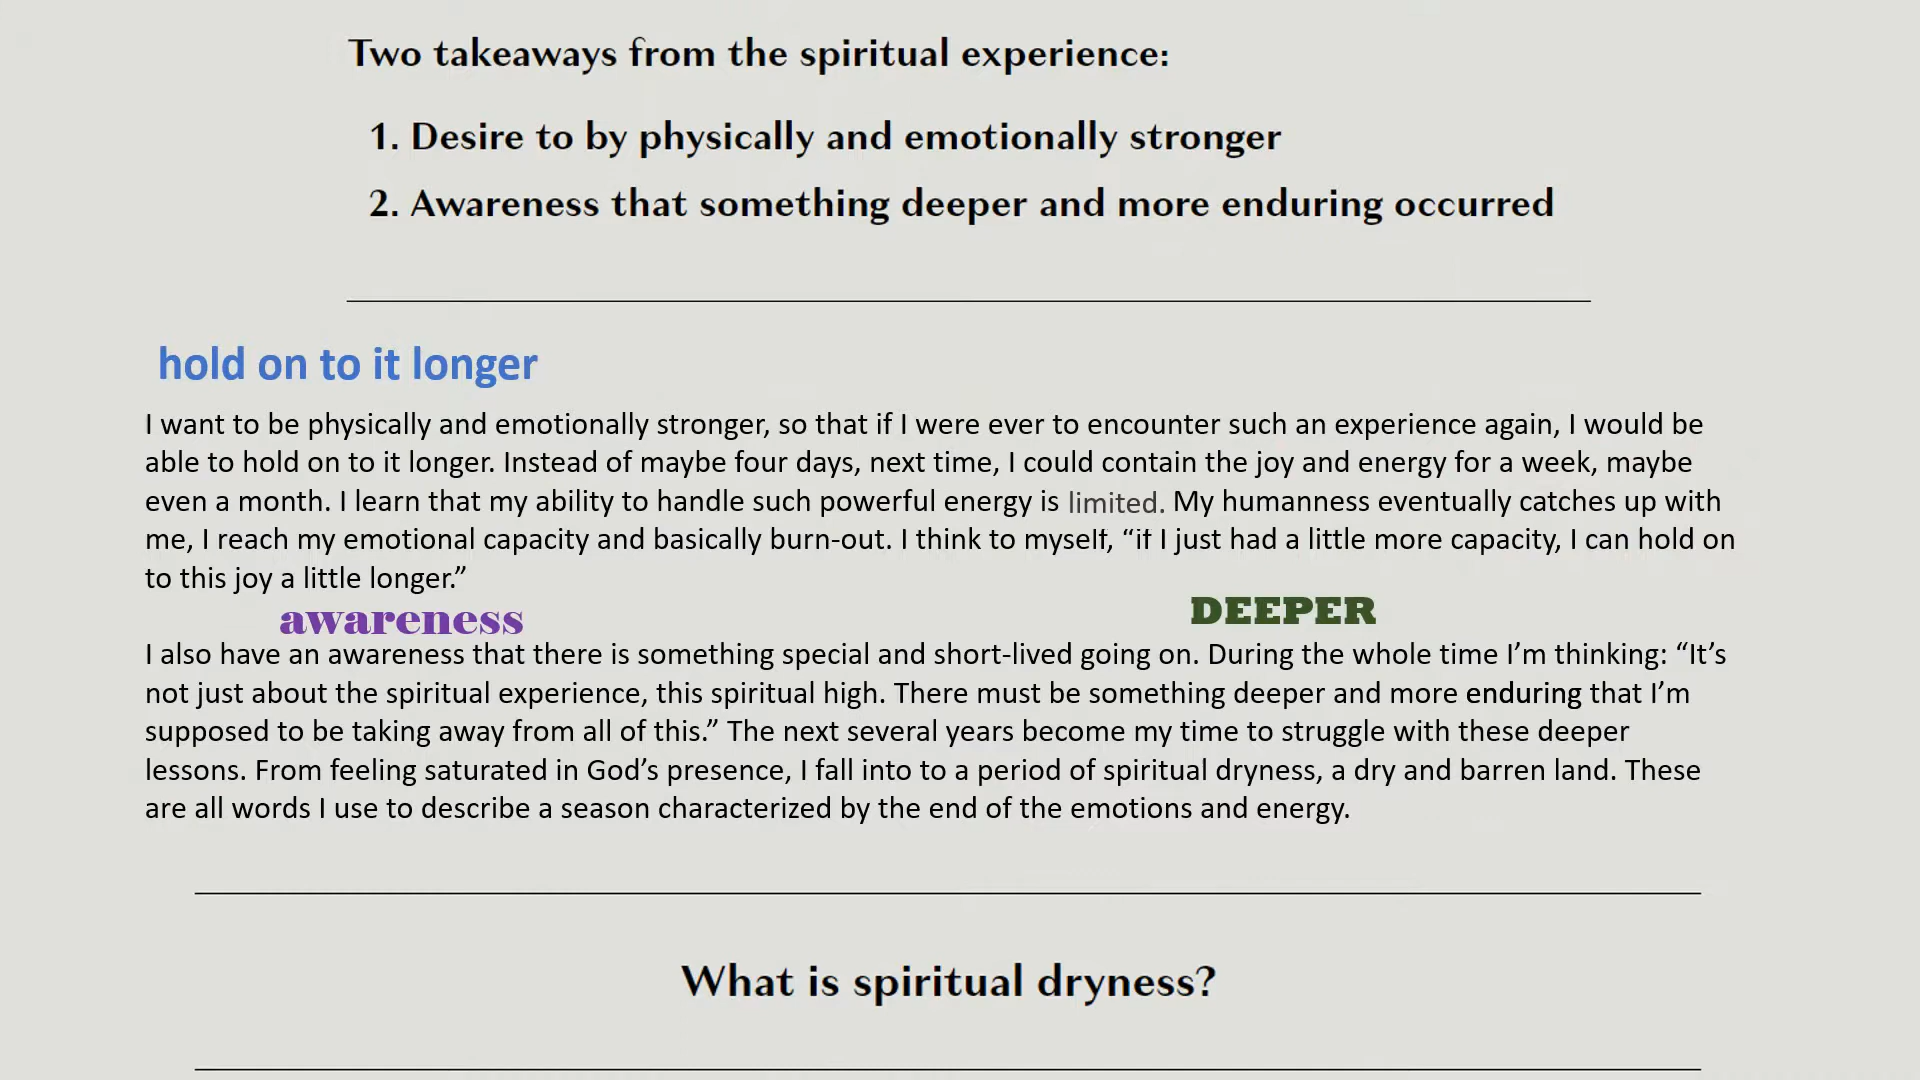 Two takeaways from the spiritual experience:
1. Desire to by physically and emotionally stronger
2. Awareness that something deeper and more enduring occurred
hold on to it longer
I want to be physically and emotionally stronger, so that if I were ever to encounter such an experience again, I would be
able to hold on to it longer. Instead of maybe four days, next time, I could contain the joy and energy for a week, maybe
even a month. I learn that my ability to handle such powerful energy is limited. My humanness eventually catches up with
me, I reach my emotional capacity and basically burn-out. I think to myself, “if I just had a little more capacity, I can hold on
to this joy a little longer.”
awareness DEEPER
I also have an awareness that there is something special and short-lived going on. During the whole time I’m thinking: “It’s
not just about the spiritual experience, this spiritual high. There must be something deeper and more enduring that I’m
supposed to be taking away from all of this.” The next several years become my time to struggle with these deeper
lessons. From feeling saturated in God’s presence, I fall into to a period of spiritual dryness, a dry and barren land. These
are all words I use to describe a season characterized by the end of the emotions and energy.
What is spiritual dryness?